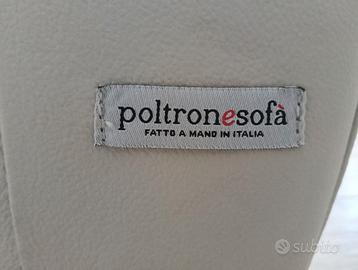 poltronesofà
FATTO A MANO IN ITALIA
subito